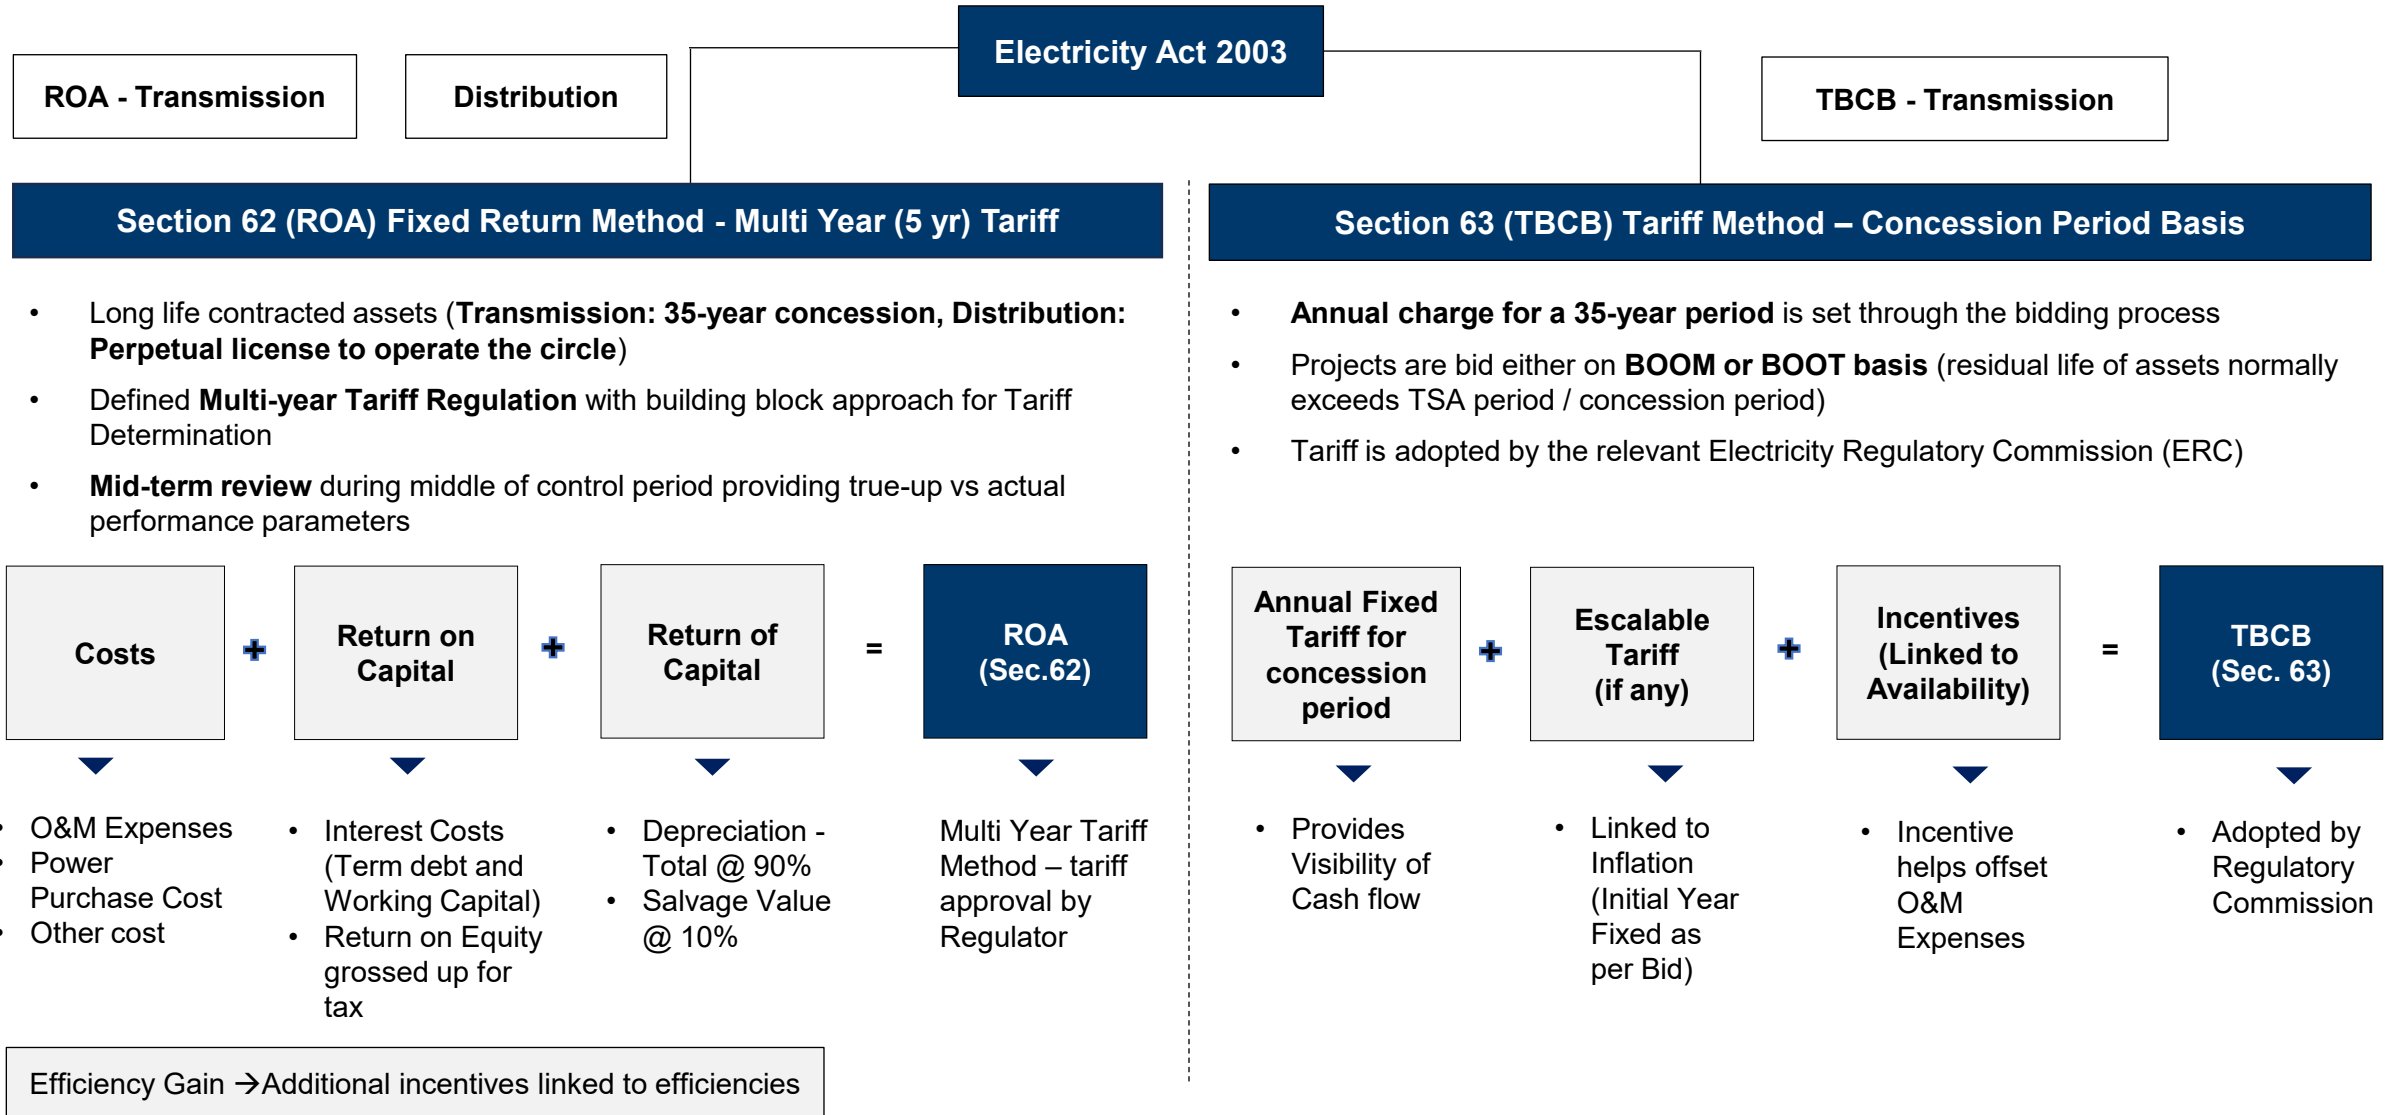 Electricity Act 2003
ROA - Transmission
Distribution
TBCB - Transmission
Section 62 (ROA) Fixed Return Method - Multi Year (5 yr) Tariff
• Long life contracted assets (Transmission: 35-year concession, Distribution:
Perpetual license to operate the circle)
• Defined Multi-year Tariff Regulation with building block approach for Tariff
Determination
• Mid-term review during middle of control period providing true-up vs actual
performance parameters
Costs
+
Return on
Capital
+
Return of
Capital
=
ROA
(Sec.62)
• O&M Expenses
• Power
Purchase Cost
• Other cost
• Interest Costs
(Term debt and
Working Capital)
• Return on Equity
grossed up for
tax
• Depreciation -
Total @ 90%
• Salvage Value
@ 10%
Multi Year Tariff
Method – tariff
approval by
Regulator
Efficiency Gain →Additional incentives linked to efficiencies
Section 63 (TBCB) Tariff Method – Concession Period Basis
• Annual charge for a 35-year period is set through the bidding process
• Projects are bid either on BOOM or BOOT basis (residual life of assets normally
exceeds TSA period / concession period)
• Tariff is adopted by the relevant Electricity Regulatory Commission (ERC)
Annual Fixed
Tariff for
concession
period
+
Escalable
Tariff
(if any)
+
Incentives
(Linked to
Availability)
=
TBCB
(Sec. 63)
• Provides
Visibility of
Cash flow
• Linked to
Inflation
(Initial Year
Fixed as
per Bid)
• Incentive
helps offset
O&M
Expenses
• Adopted by
Regulatory
Commission